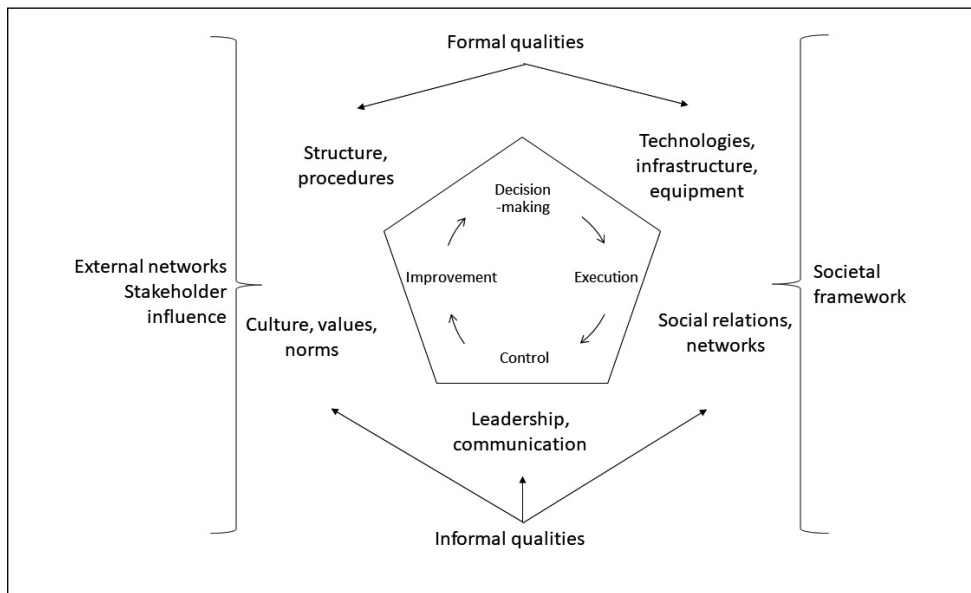 Formal qualities
Structure,
procedures
Technologies,
infrastructure,
equipment
Decision
-making
Improvement
Execution
Control
External networks
Stakeholder
influence
Societal
framework
Culture, values,
norms
Social relations,
networks
Leadership,
communication
Informal qualities